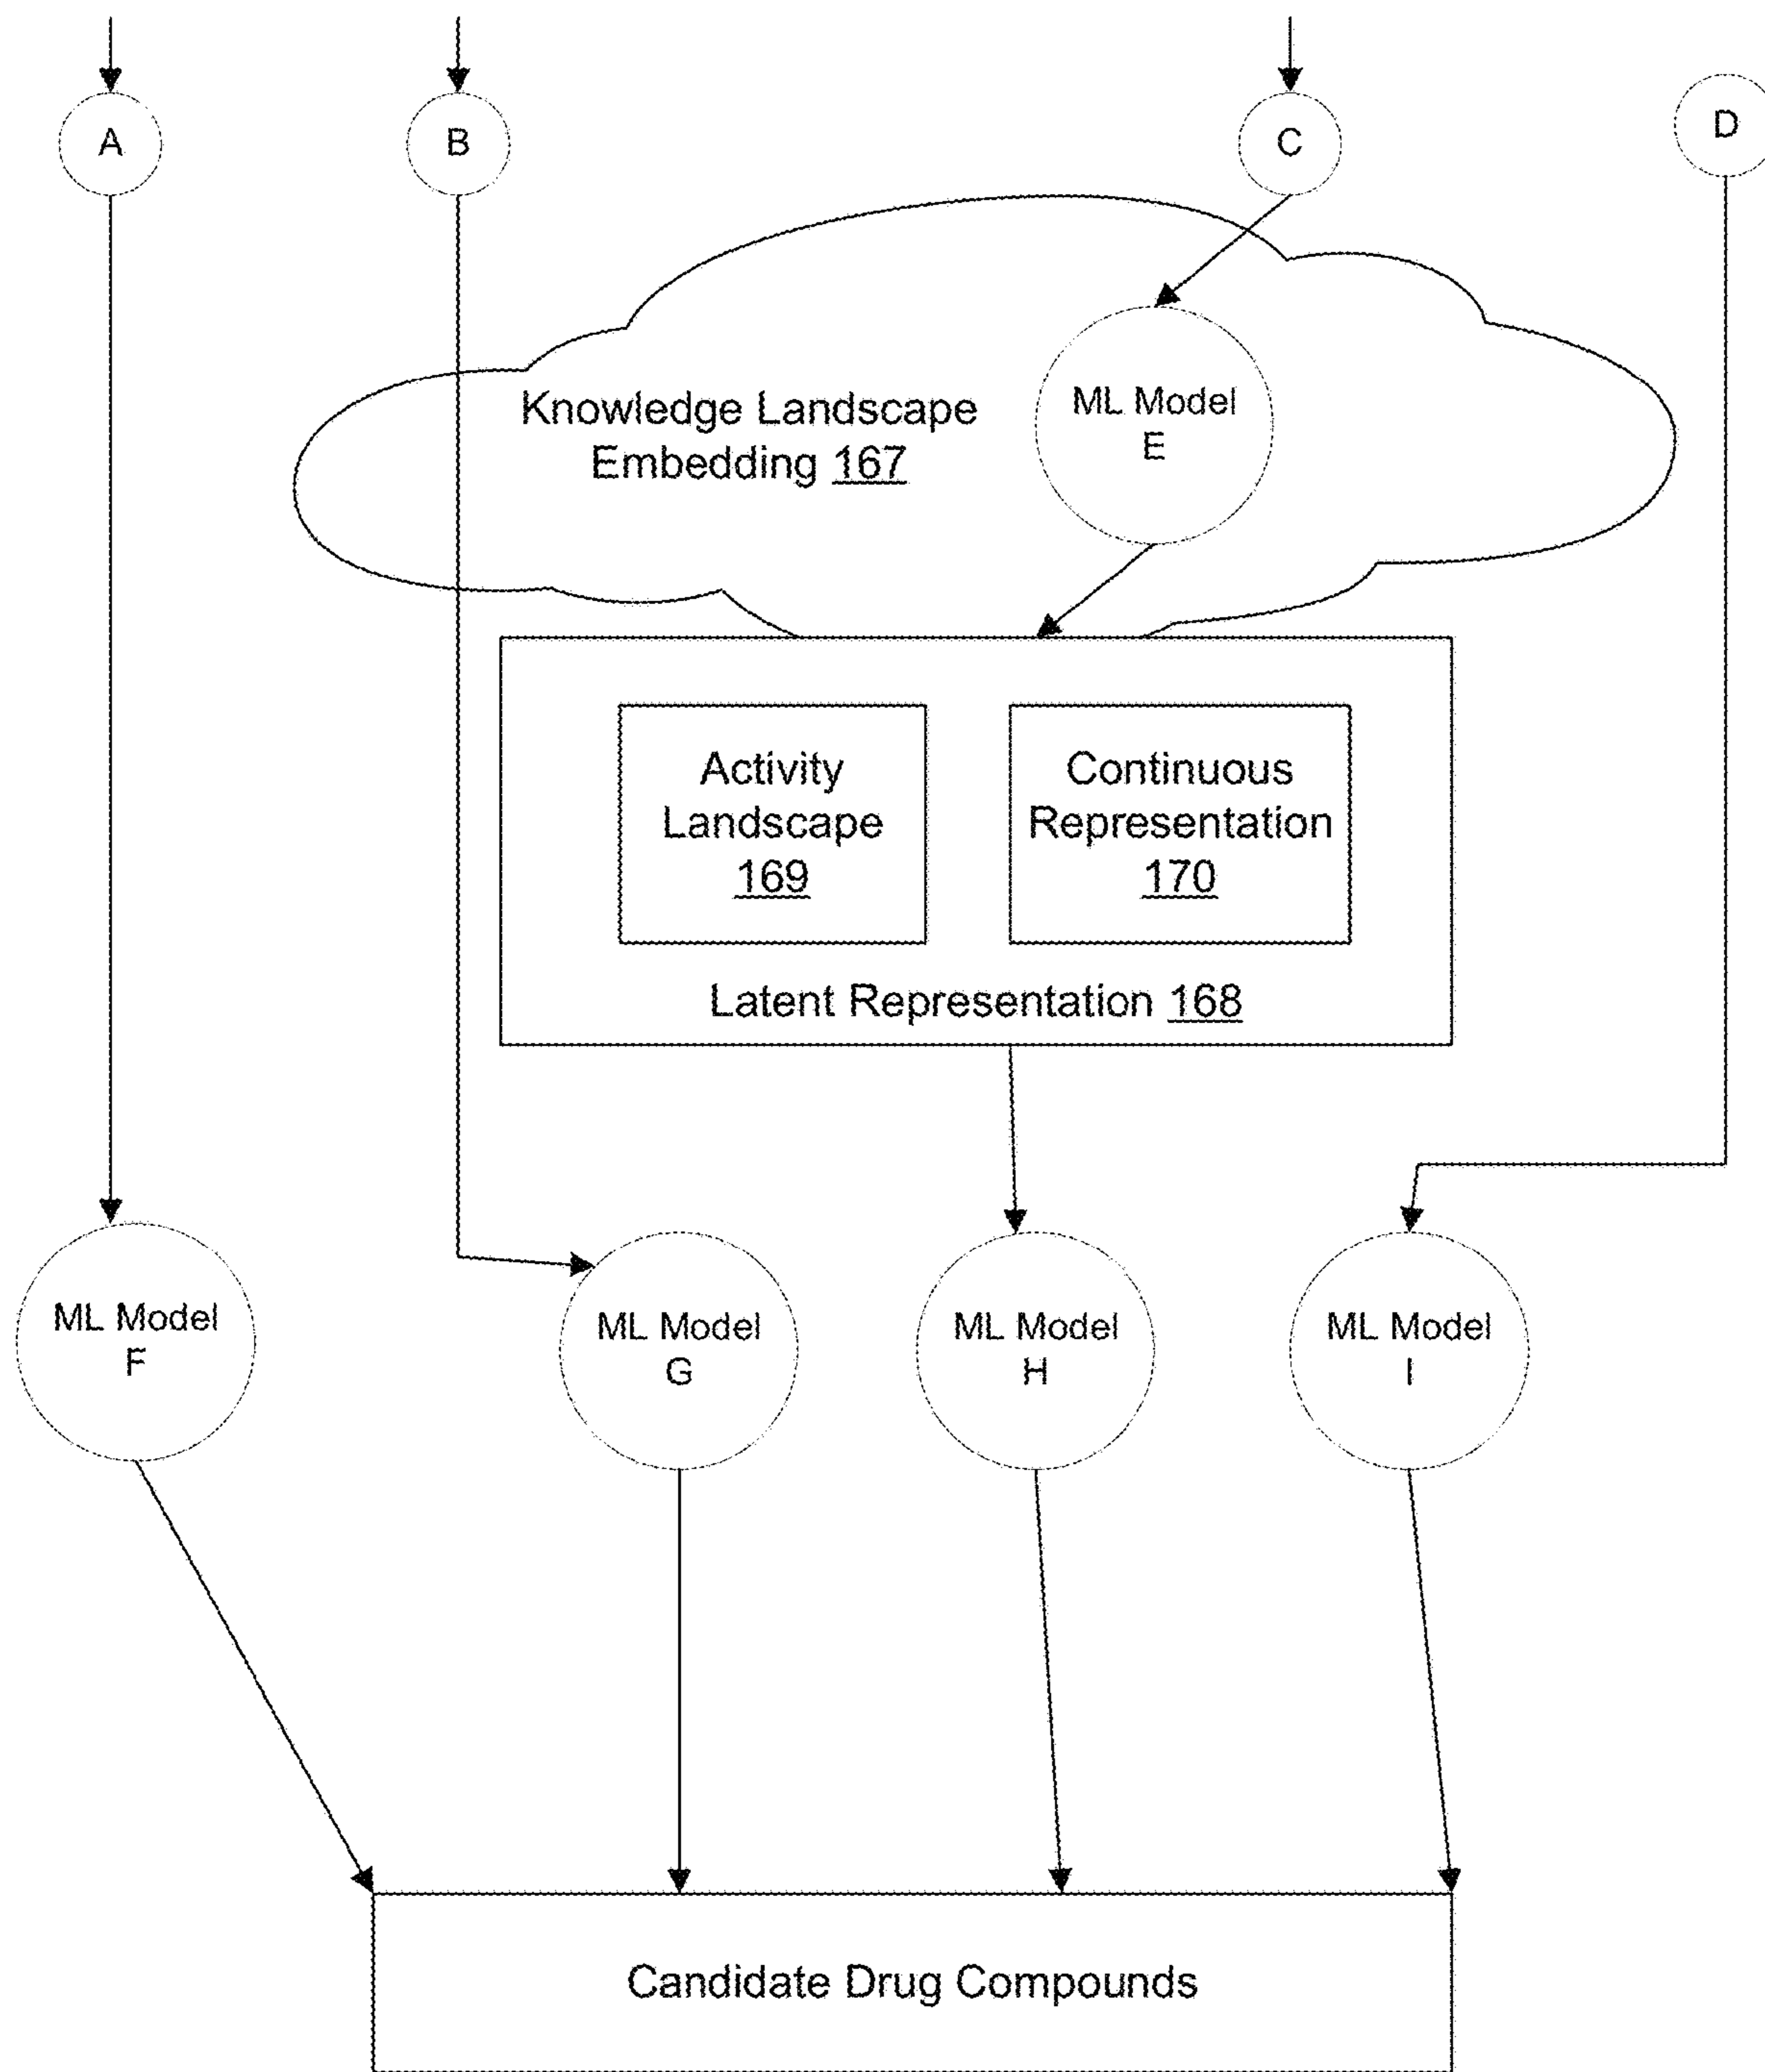 A
B
C
D
Knowledge Landscape
Embedding 167
ML Model
E
Activity
Landscape
169
Continuous
Representation
170
Latent Representation 168
ML Model
F
ML Model
G
ML Model
H
ML Model
I
Candidate Drug Compounds